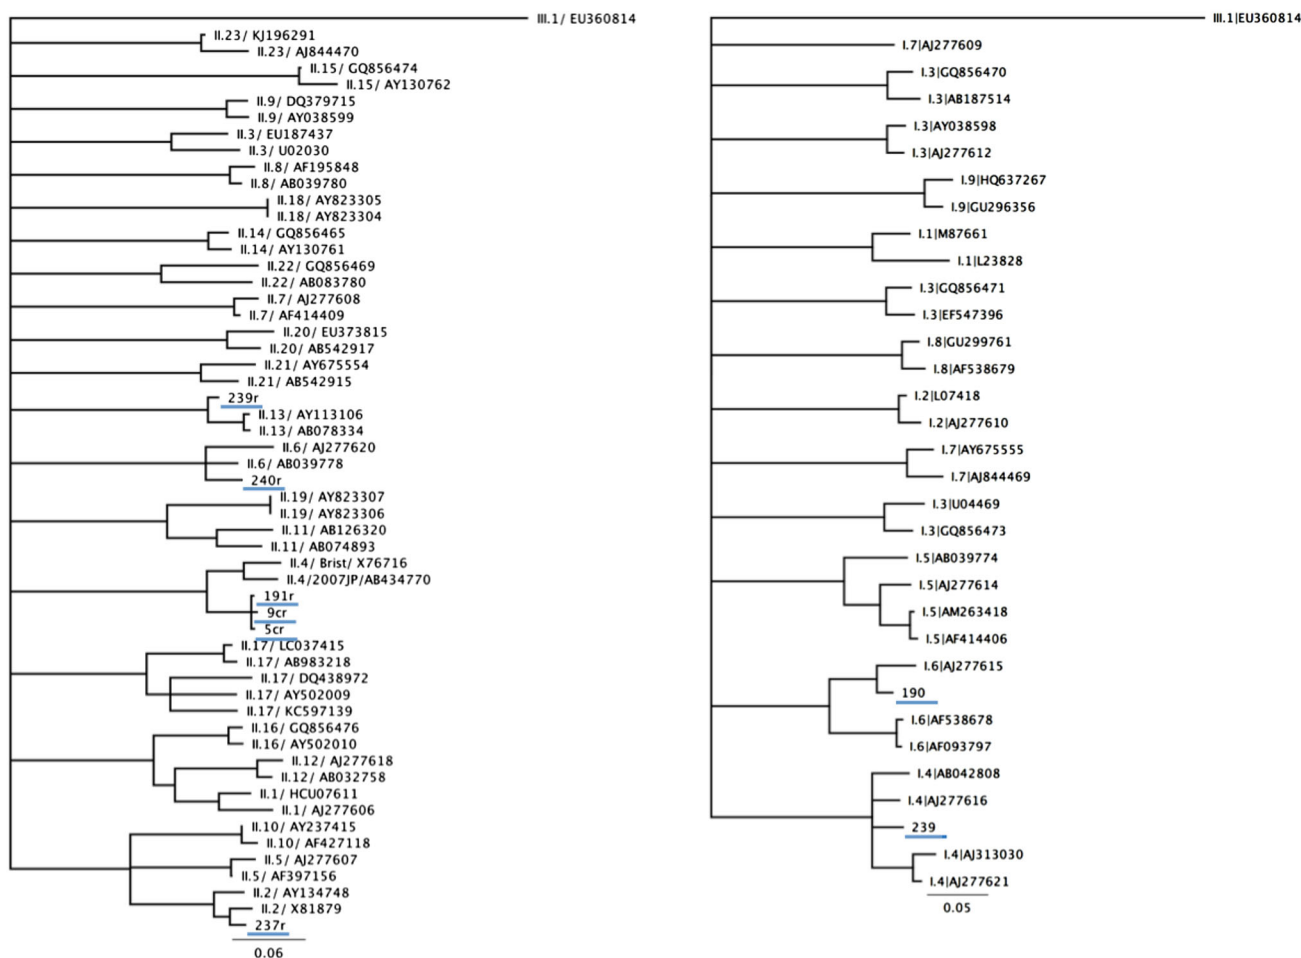 III.1/ EU360814
II.23/ KJ196291
II.23/ AJ844470
II.15/ GQ856474
II.15/ AY130762
II.9/ DQ379715
II.9/ AY038599
II.3/ EU187437
II.3/ U02030
II.8/ AF195848
II.8/ AB039780
II.18/ AY823305
II.18/ AY823304
II.14/ GQ856465
II.14/ AY130761
II.22/ GQ856469
II.22/ AB083780
II.7/ AJ277608
II.7/ AF414409
II.20/ EU373815
II.20/ AB542917
II.21/ AY675554
II.21/ AB542915
239r
II.13/ AY113106
II.13/ AB078334
II.6/ AJ277620
II.6/ AB039778
240r
II.19/ AY823307
II.19/ AY823306
II.11/ AB126320
II.11/ AB074893
II.4/ Brist/ X76716
II.4/2007JP/AB434770
191r
9cr
5cr
II.17/ LC037415
II.17/ AB983218
II.17/ DQ438972
II.17/ AY502009
II.17/ KC597139
II.16/ GQ856476
II.16/ AY502010
II.12/ AJ277618
II.12/ AB032758
II.1/ HCU07611
II.1/ AJ277606
II.10/ AY237415
II.10/ AF427118
II.5/ AJ277607
II.5/ AF397156
II.2/ AY134748
II.2/ X81879
237r
0.06
III.1|EU360814
I.7|AJ277609
I.3|GQ856470
I.3|AB187514
I.3|AY038598
I.3|AJ277612
I.9|HQ637267
I.9|GU296356
I.1|M87661
I.1|L23828
I.3|GQ856471
I.3|EF547396
I.8|GU299761
I.8|AF538679
I.2|L07418
I.2|AJ277610
I.7|AY675555
I.7|AJ844469
I.3|U04469
I.3|GQ856473
I.5|AB039774
I.5|AJ277614
I.5|AM263418
I.5|AF414406
I.6|AJ277615
190
I.6|AF538678
I.6|AF093797
I.4|AB042808
I.4|AJ277616
239
I.4|AJ313030
I.4|AJ277621
0.05